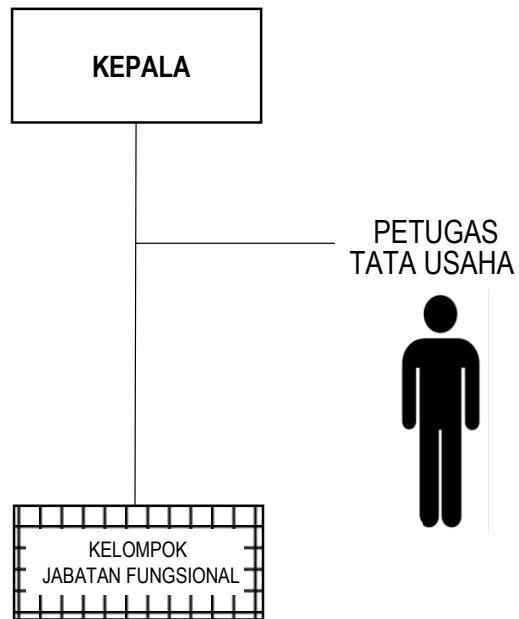 KEPALA
PETUGAS
TATA USAHA
KELOMPOK
JABATAN FUNGSIONAL